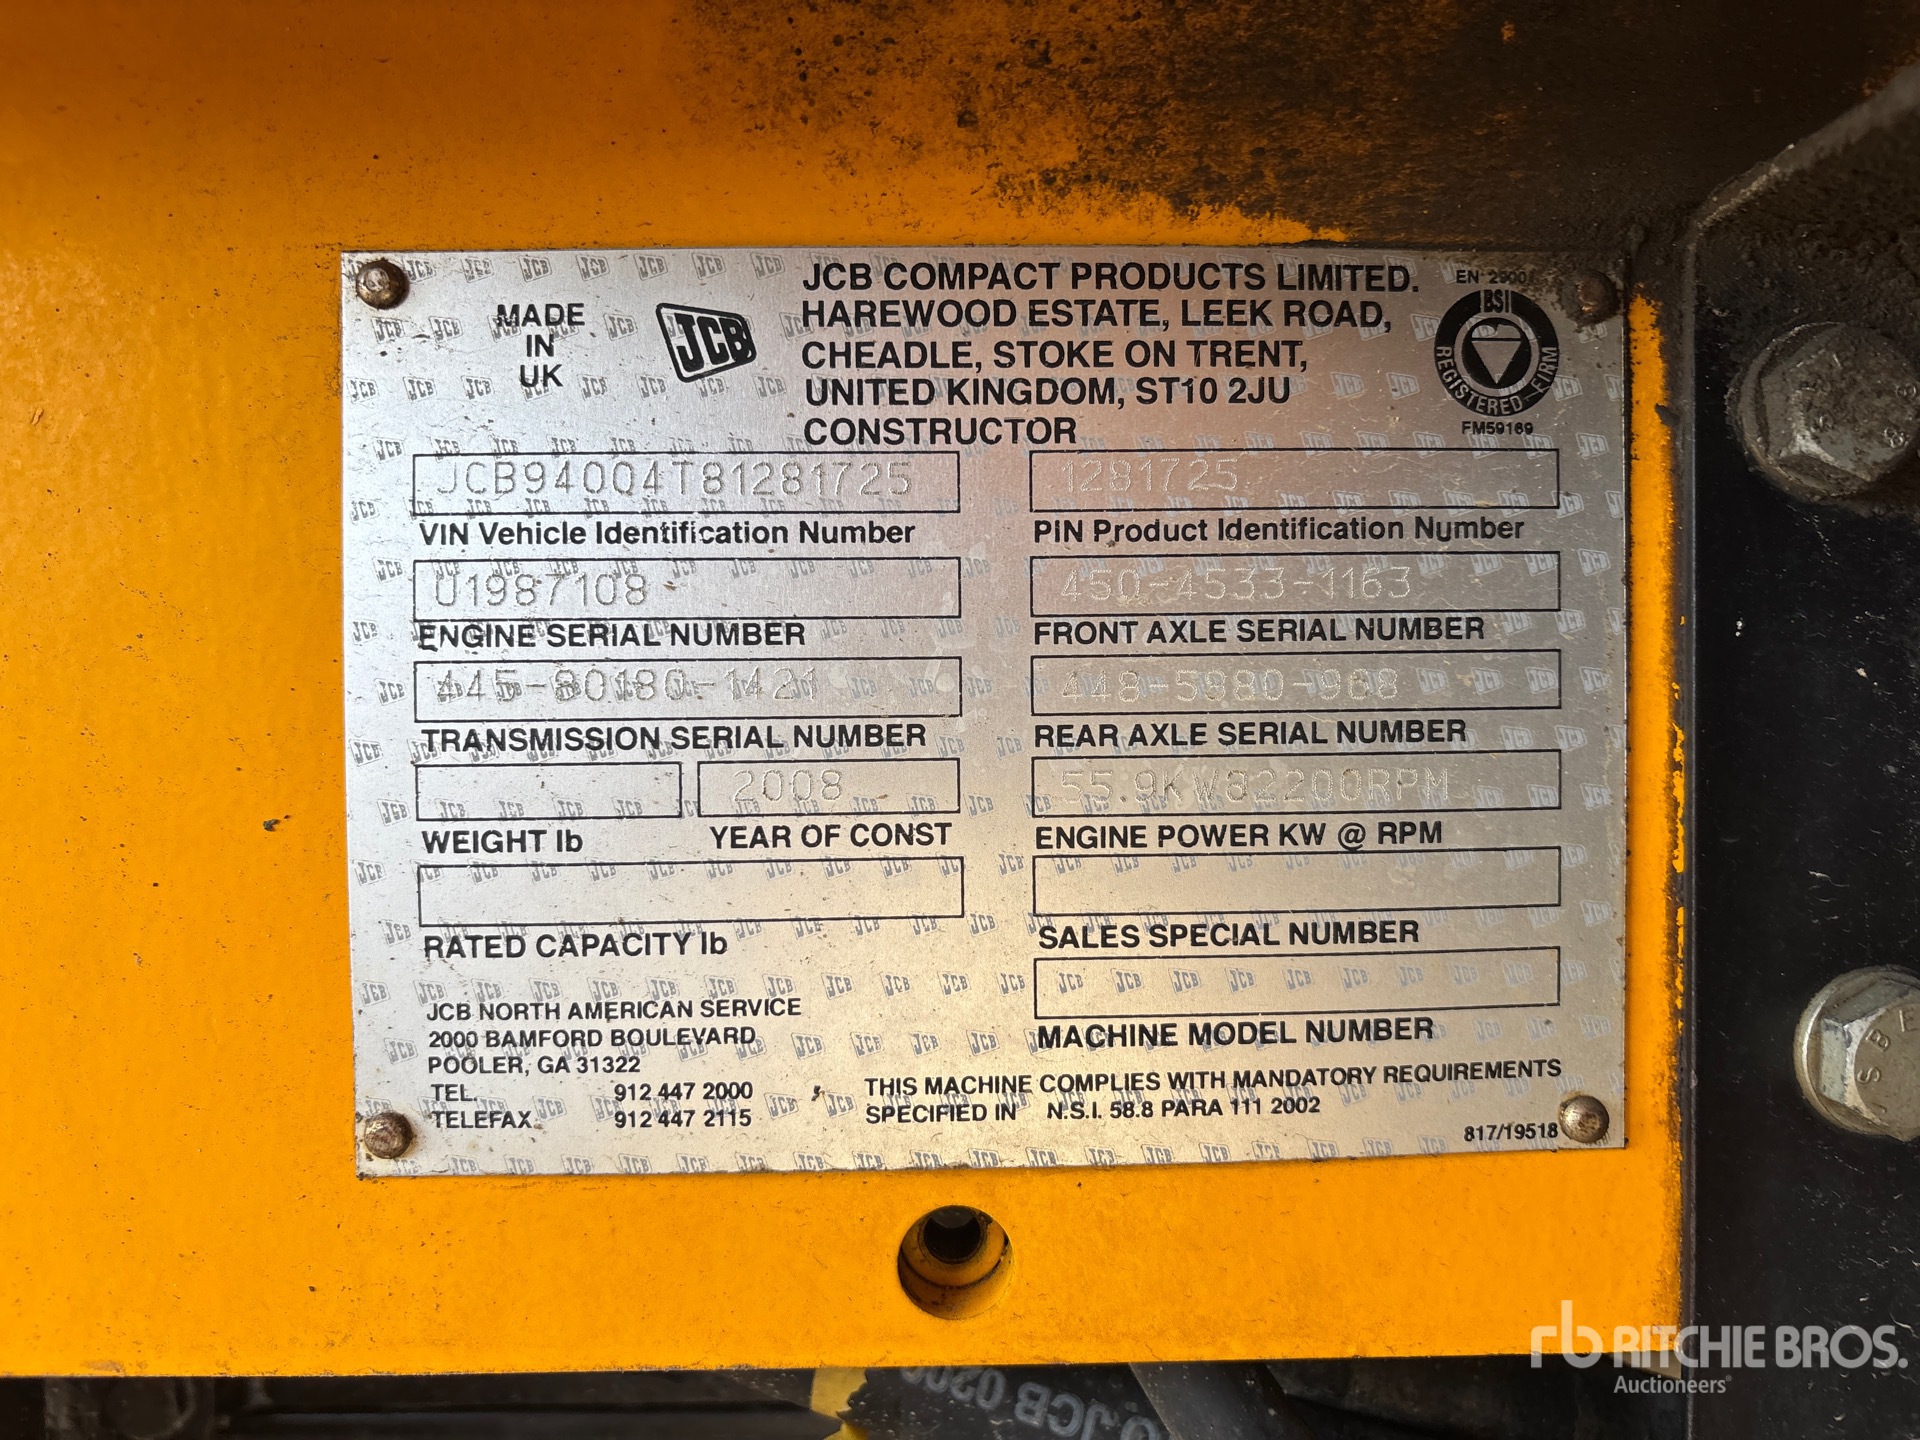 MADE
IN
UK
JCB
JCB COMPACT PRODUCTS LIMITED.
HAREWOOD ESTATE, LEEK ROAD,
CHEADLE, STOKE ON TRENT,
UNITED KINGDOM, ST10 2JU
CONSTRUCTOR
BSI
REGISTERED FIRM
FM59169
JCB94004T81281725
VIN Vehicle Identification Number
1281725
PIN Product Identification Number
U1987108
ENGINE SERIAL NUMBER
450-4533-1163
FRONT AXLE SERIAL NUMBER
445-80180-1421
TRANSMISSION SERIAL NUMBER
448-5880-968
REAR AXLE SERIAL NUMBER
WEIGHT lb
2008
YEAR OF CONST
55.9KW@2200RPM
ENGINE POWER KW @ RPM
RATED CAPACITY lb
SALES SPECIAL NUMBER
MACHINE MODEL NUMBER
JCB NORTH AMERICAN SERVICE
2000 BAMFORD BOULEVARD
POOLER, GA 31322
TEL. 912 447 2000
TELEFAX 912 447 2115
THIS MACHINE COMPLIES WITH MANDATORY REQUIREMENTS
SPECIFIED IN N.S.I. 58.8 PARA 111 2002
817/19518
rb RITCHIE BROS.
Auctioneers